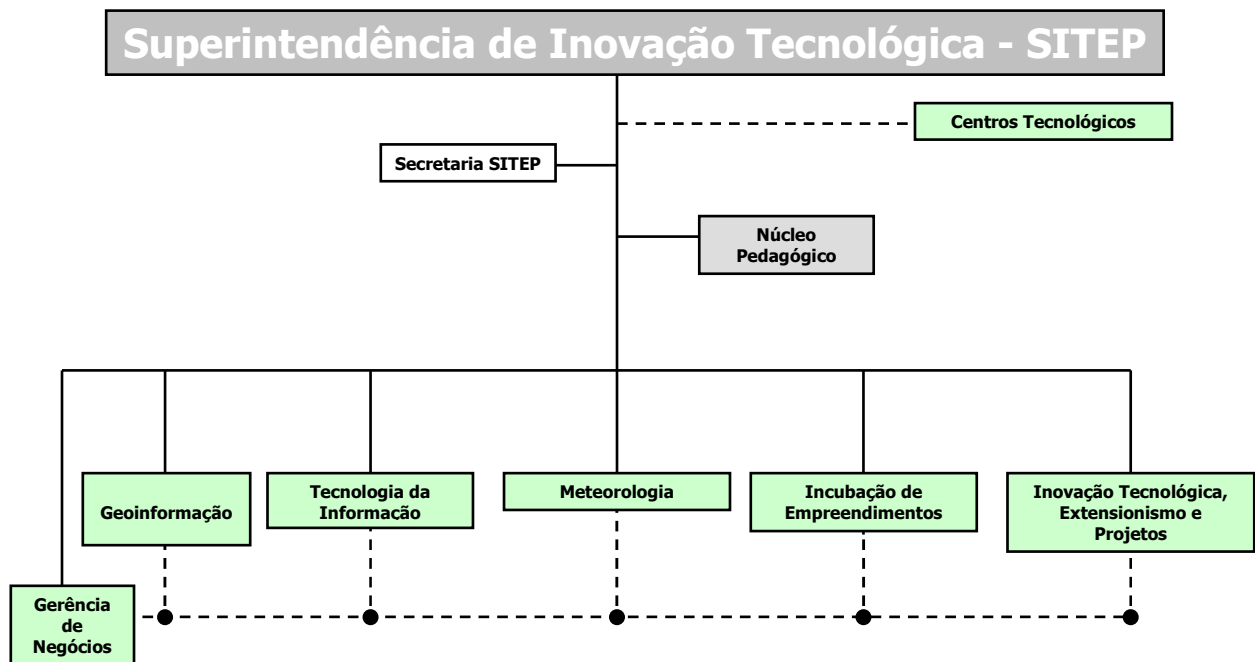 Superintendência de Inovação Tecnológica - SITEP
Centros Tecnológicos
Secretaria SITEP
Núcleo
Pedagógico
Geoinformação
Tecnologia da
Informação
Meteorologia
Incubação de
Empreendimentos
Inovação Tecnológica,
Extensionismo e
Projetos
Gerência
de
Negócios